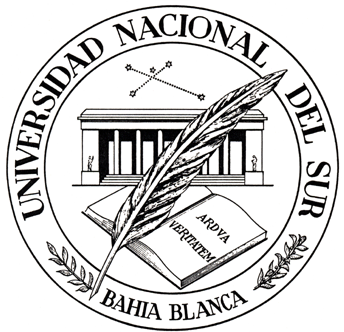 UNIVERSIDAD NACIONAL DEL SUR
ARDVA
VERITATEM
BAHIA BLANCA